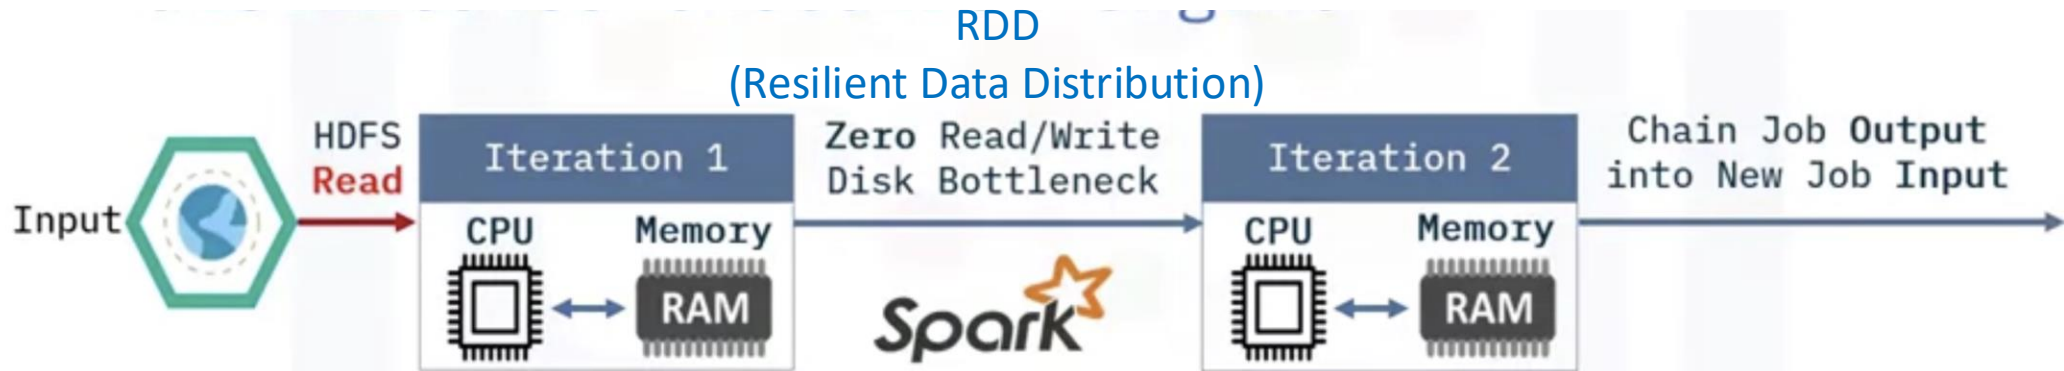 RDD
(Resilient Data Distribution)
Input
HDFS
Read
Iteration 1
CPU
Memory
RAM
Zero Read/Write
Disk Bottleneck
Spark
Iteration 2
CPU
Memory
RAM
Chain Job Output
into New Job Input